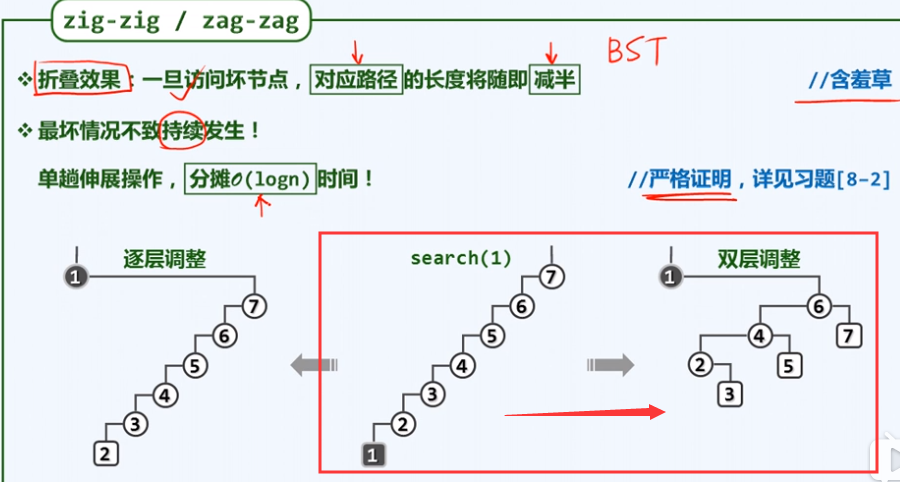 zig-zig / zag-zag
BST
❖ 折叠效果：一旦访问坏节点，对应路径的长度将随即减半 //含羞草
❖ 最坏情况不致持续发生！
单趟伸展操作，分摊O(logn)时间！ //严格证明，详见习题[8-2]
逐层调整
search(1)
双层调整
1
7
6
5
4
3
2
7
6
5
4
3
2
1
1
6
4
7
2
5
3